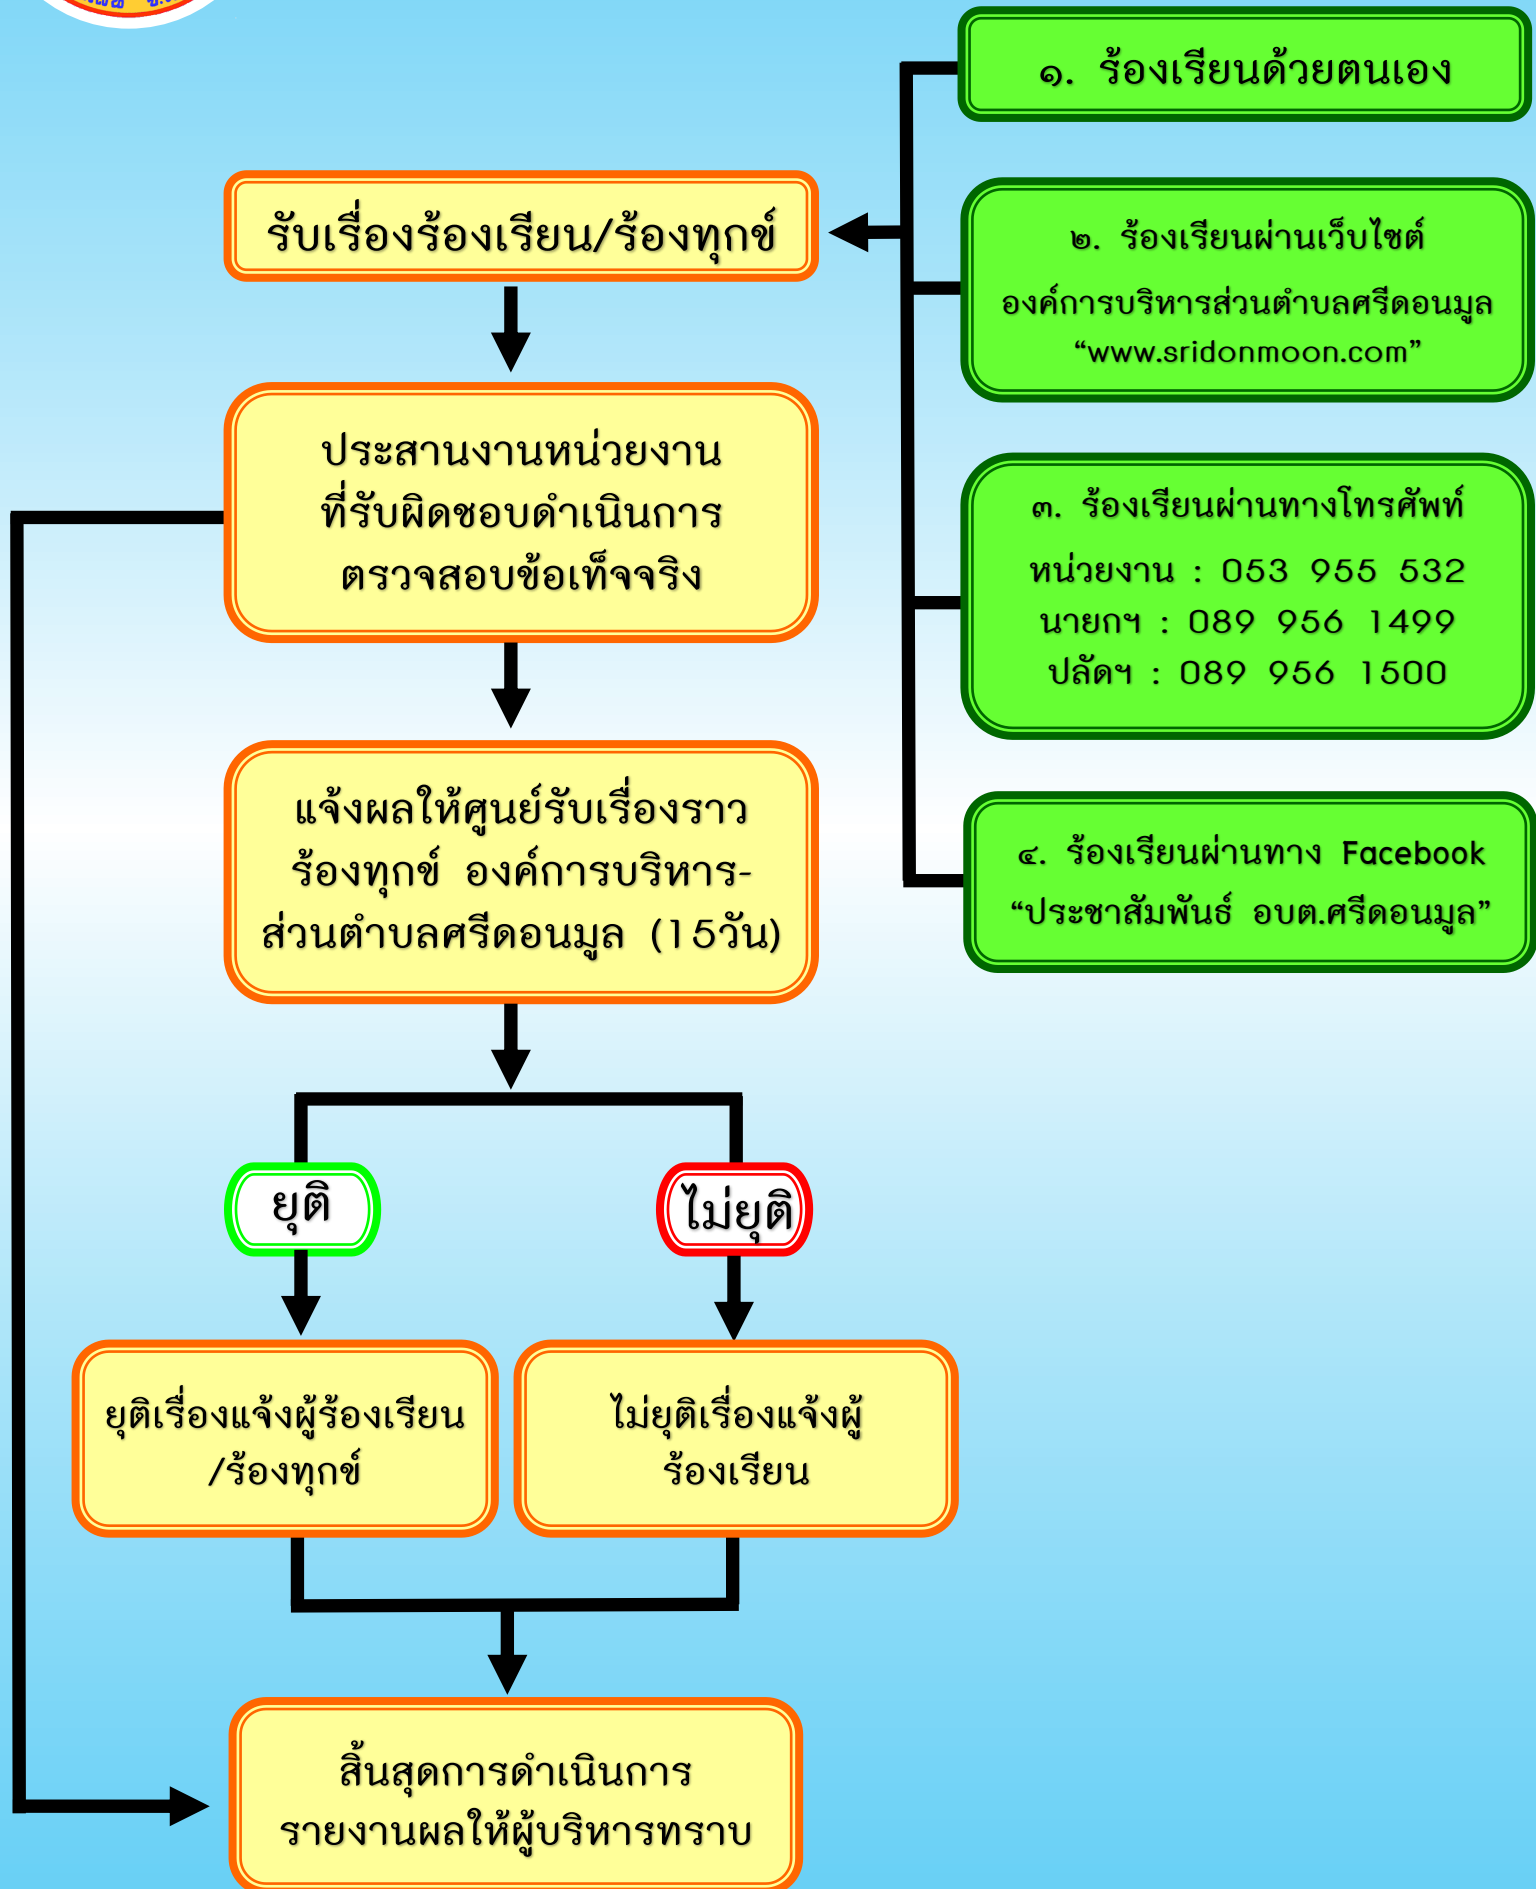 ๑. ร้องเรียนด้วยตนเอง
รับเรื่องร้องเรียน/ร้องทุกข์
๒. ร้องเรียนผ่านเว็บไซต์
องค์การบริหารส่วนตำบลศรีดอนมูล
“www.sridonmoon.com”
ประสานงานหน่วยงาน
ที่รับผิดชอบดำเนินการ
ตรวจสอบข้อเท็จจริง
๓. ร้องเรียนผ่านทางโทรศัพท์
หน่วยงาน : 053 955 532
นายกฯ : 089 956 1499
ปลัดฯ : 089 956 1500
แจ้งผลให้ศูนย์รับเรื่องราว
ร้องทุกข์ องค์การบริหาร-
ส่วนตำบลศรีดอนมูล (15วัน)
๔. ร้องเรียนผ่านทาง Facebook
“ประชาสัมพันธ์ อบต.ศรีดอนมูล”
ยุติ
ไม่ยุติ
ยุติเรื่องแจ้งผู้ร้องเรียน
/ร้องทุกข์
ไม่ยุติเรื่องแจ้งผู้
ร้องเรียน
สิ้นสุดการดำเนินการ
รายงานผลให้ผู้บริหารทราบ